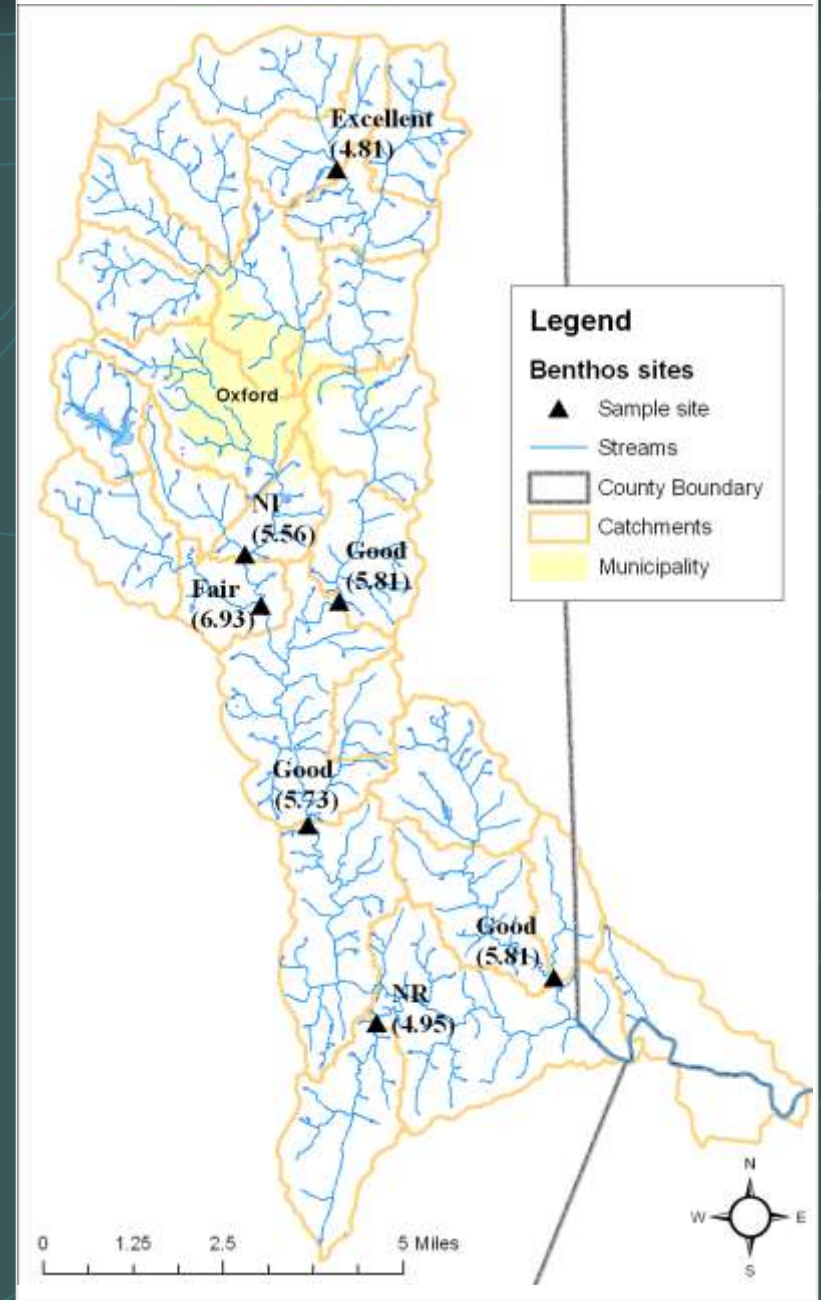 Excellent
(4.81)
Legend
Benthos sites
Sample site
Streams
County Boundary
Catchments
Municipality
Oxford
NI
(5.56)
Good
(5.81)
Fair
(6.93)
Good
(5.73)
Good
(5.81)
NR
(4.95)
N
W
E
S
0
1.25
2.5
5 Miles